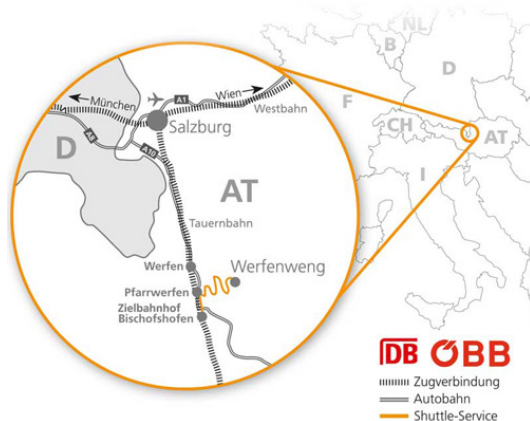 NL
B
D
F
CH
AT
I
München
A1
Wien
Westbahn
Salzburg
A8
A10
D
AT
Tauernbahn
Werfen
Werfenweng
Pfarrwerfen
Zielbahnhof
Bischofshofen
DB ÖBB
Zugverbindung
Autobahn
Shuttle-Service